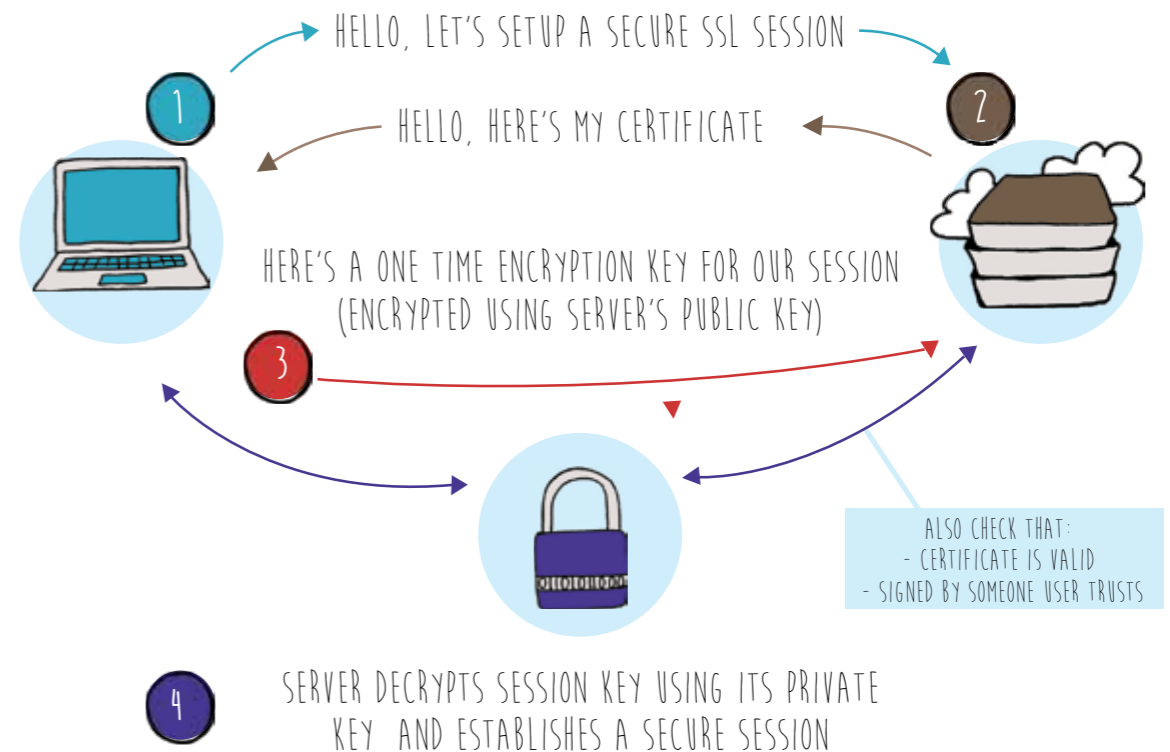 HELLO, LET'S SETUP A SECURE SSL SESSION
1
2
HELLO, HERE'S MY CERTIFICATE
HERE'S A ONE TIME ENCRYPTION KEY FOR OUR SESSION
(ENCRYPTED USING SERVER'S PUBLIC KEY)
3
ALSO CHECK THAT:
- CERTIFICATE IS VALID
- SIGNED BY SOMEONE USER TRUSTS
4
SERVER DECRYPTS SESSION KEY USING ITS PRIVATE
KEY AND ESTABLISHES A SECURE SESSION